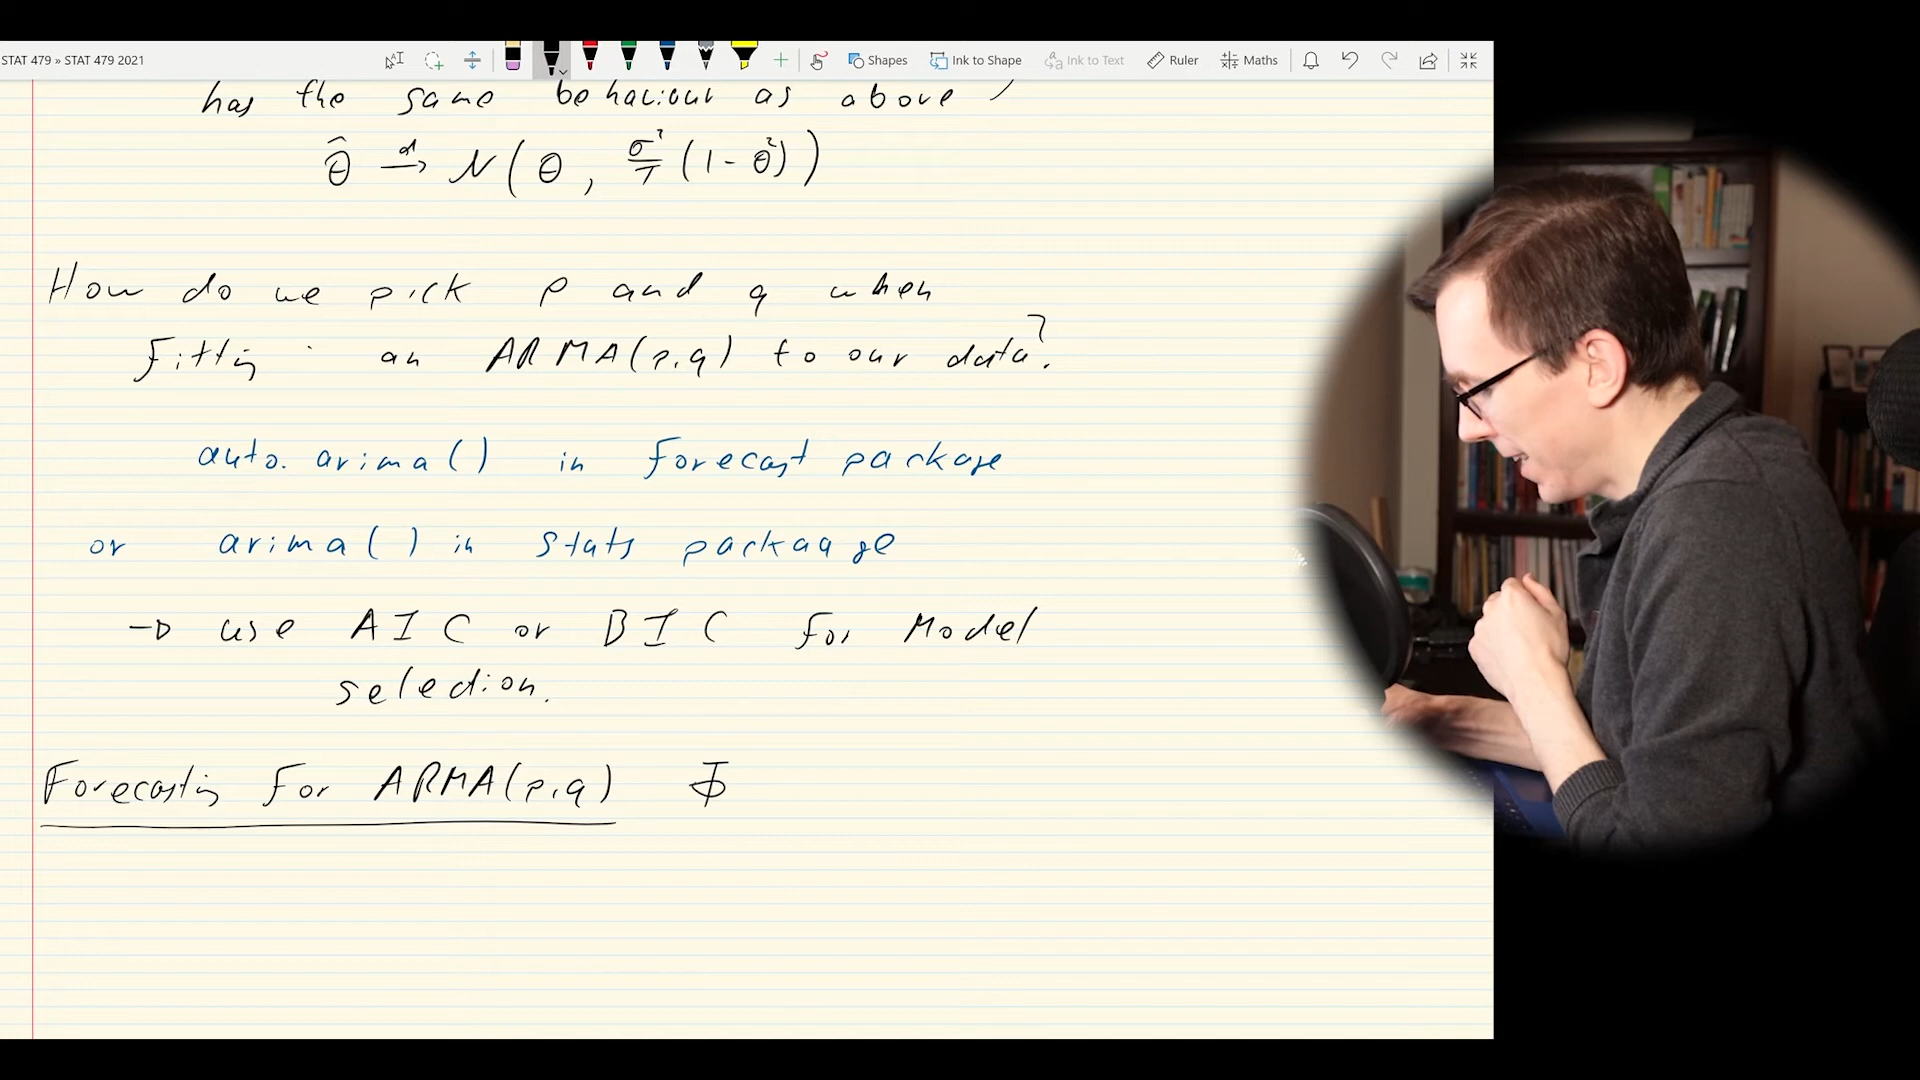 STAT 479 » STAT 479 2021 Shapes Ink to Shape Ink to Text Ruler Maths
has the same behaviour as above
θ̂ →ᵈ N(θ, σ²/T (1-θ²))
How do we pick p and q when
Fitting an ARMA(p,q) to our data?
auto.arima() in forecast package
or arima() in stats packaage
→ use AIC or BIC for Model
selection.
Forecasting for ARMA(p,q) Φ